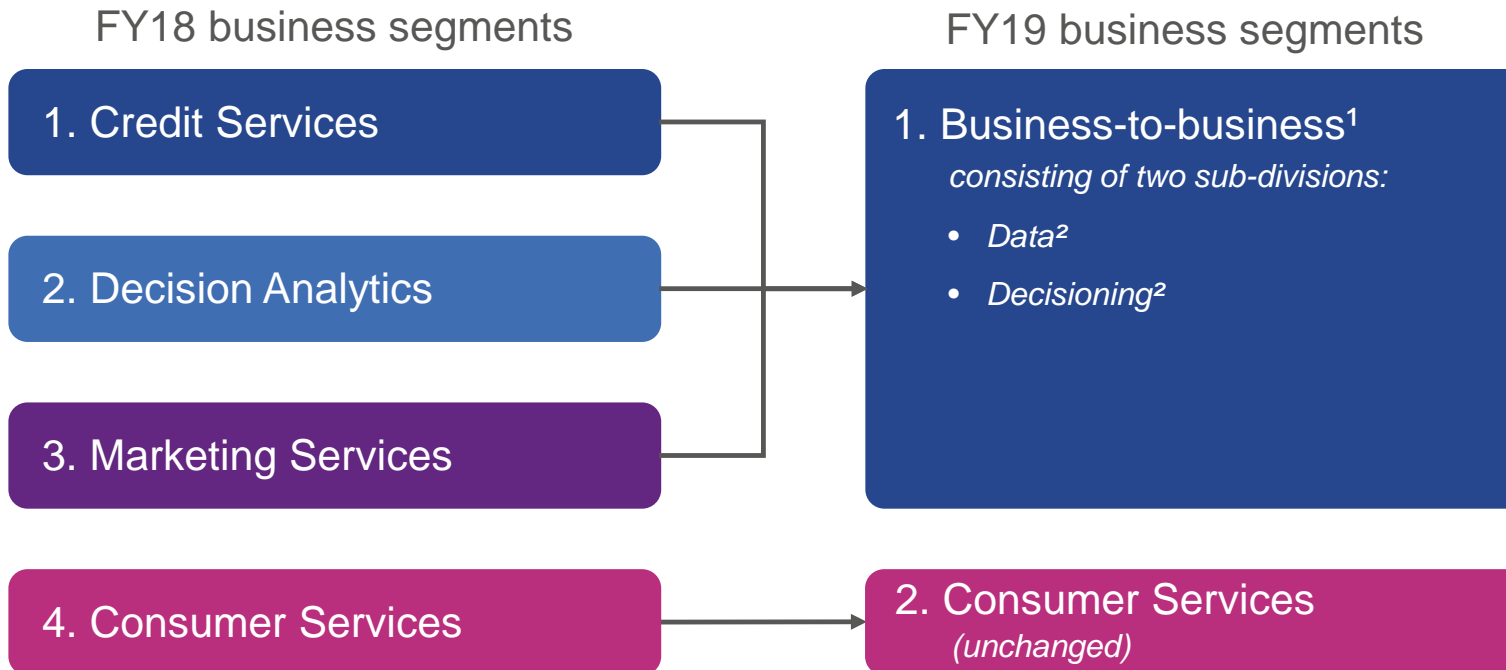 FY18 business segments
1. Credit Services
2. Decision Analytics
3. Marketing Services
4. Consumer Services
FY19 business segments
1. Business-to-business¹
consisting of two sub-divisions:
• Data²
• Decisioning²
2. Consumer Services
(unchanged)